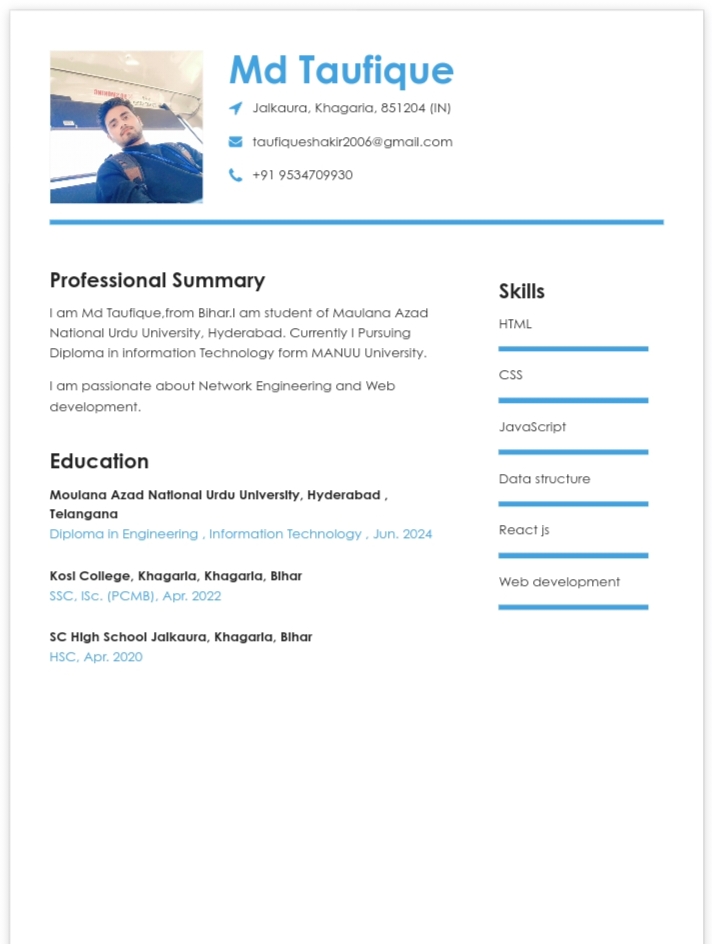 Md Taufique
Jalkaura, Khagaria, 851204 (IN)
taufiqueshakir2006@gmail.com
+91 9534709930
Professional Summary
I am Md Taufique,from Bihar.I am student of Maulana Azad
National Urdu University, Hyderabad. Currently I Pursuing
Diploma in information Technology form MANUU University.
I am passionate about Network Engineering and Web
development.
Education
Moulana Azad National Urdu University, Hyderabad ,
Telangana
Diploma in Engineering , Information Technology , Jun. 2024
Kosi College, Khagaria, Khagaria, Bihar
SSC, ISc. (PCMB), Apr. 2022
SC High School Jalkaura, Khagaria, Bihar
HSC, Apr. 2020
Skills
HTML
CSS
JavaScript
Data structure
React js
Web development